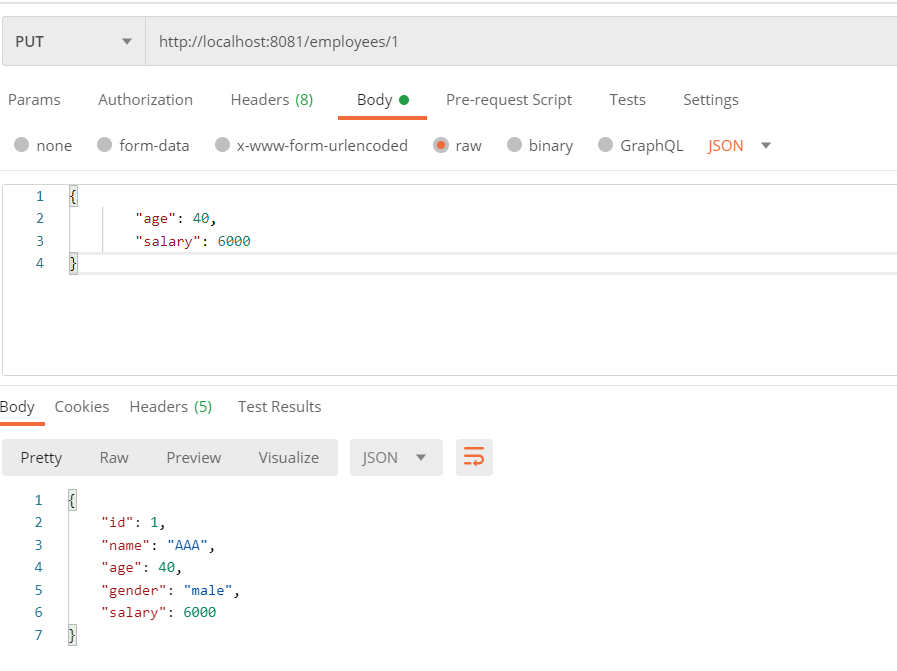 PUT http://localhost:8081/employees/1
Params Authorization Headers (8) Body Pre-request Script Tests Settings
none form-data x-www-form-urlencoded raw binary GraphQL JSON
1 {
2 "age": 40,
3 "salary": 6000
4 }
Body Cookies Headers (5) Test Results
Pretty Raw Preview Visualize JSON
1 {
2 "id": 1,
3 "name": "AAA",
4 "age": 40,
5 "gender": "male",
6 "salary": 6000
7 }